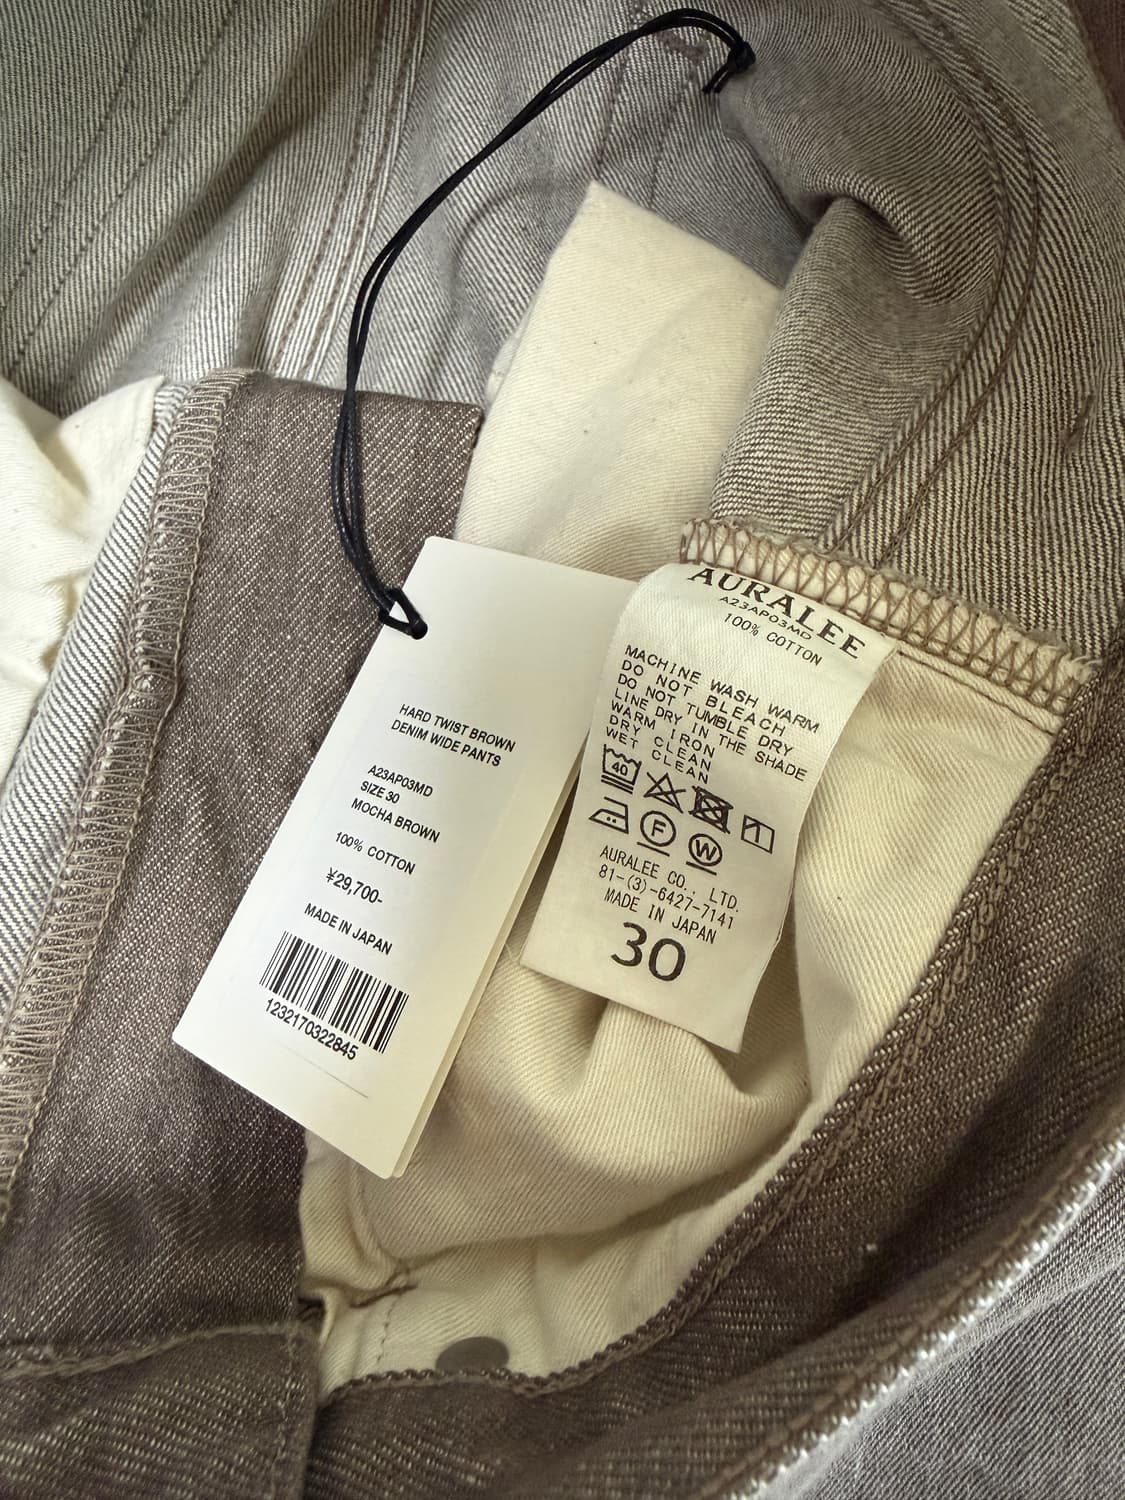 HARD TWIST BROWN
DENIM WIDE PANTS
A23AP03MD
SIZE 30
MOCHA BROWN
100% COTTON
¥29,700-
MADE IN JAPAN
1232170322845
AURALEE
A23AP03MD
100% COTTON
MACHINE WASH WARM
DO NOT BLEACH
DO NOT TUMBLE DRY
LINE DRY IN THE SHADE
WARM IRON
DRY CLEAN
WET CLEAN
40
F W
AURALEE CO., LTD.
81-(3)-6427-7141
MADE IN JAPAN
30